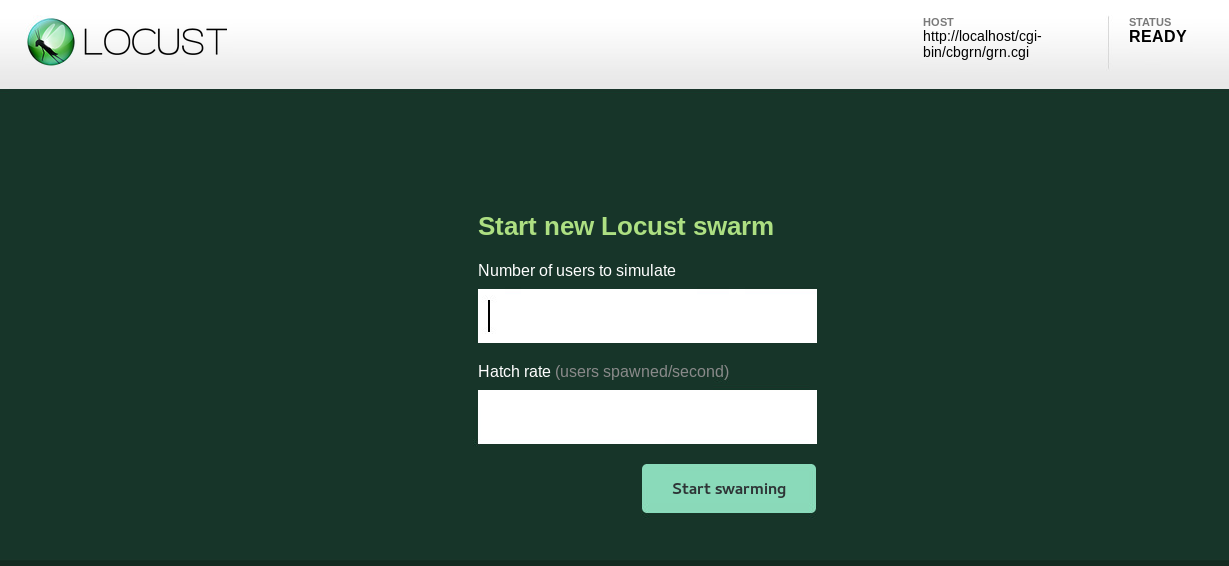 LOCUST
HOST
http://localhost/cgi-
bin/cbgrn/grn.cgi
STATUS
READY
Start new Locust swarm
Number of users to simulate
Hatch rate (users spawned/second)
Start swarming